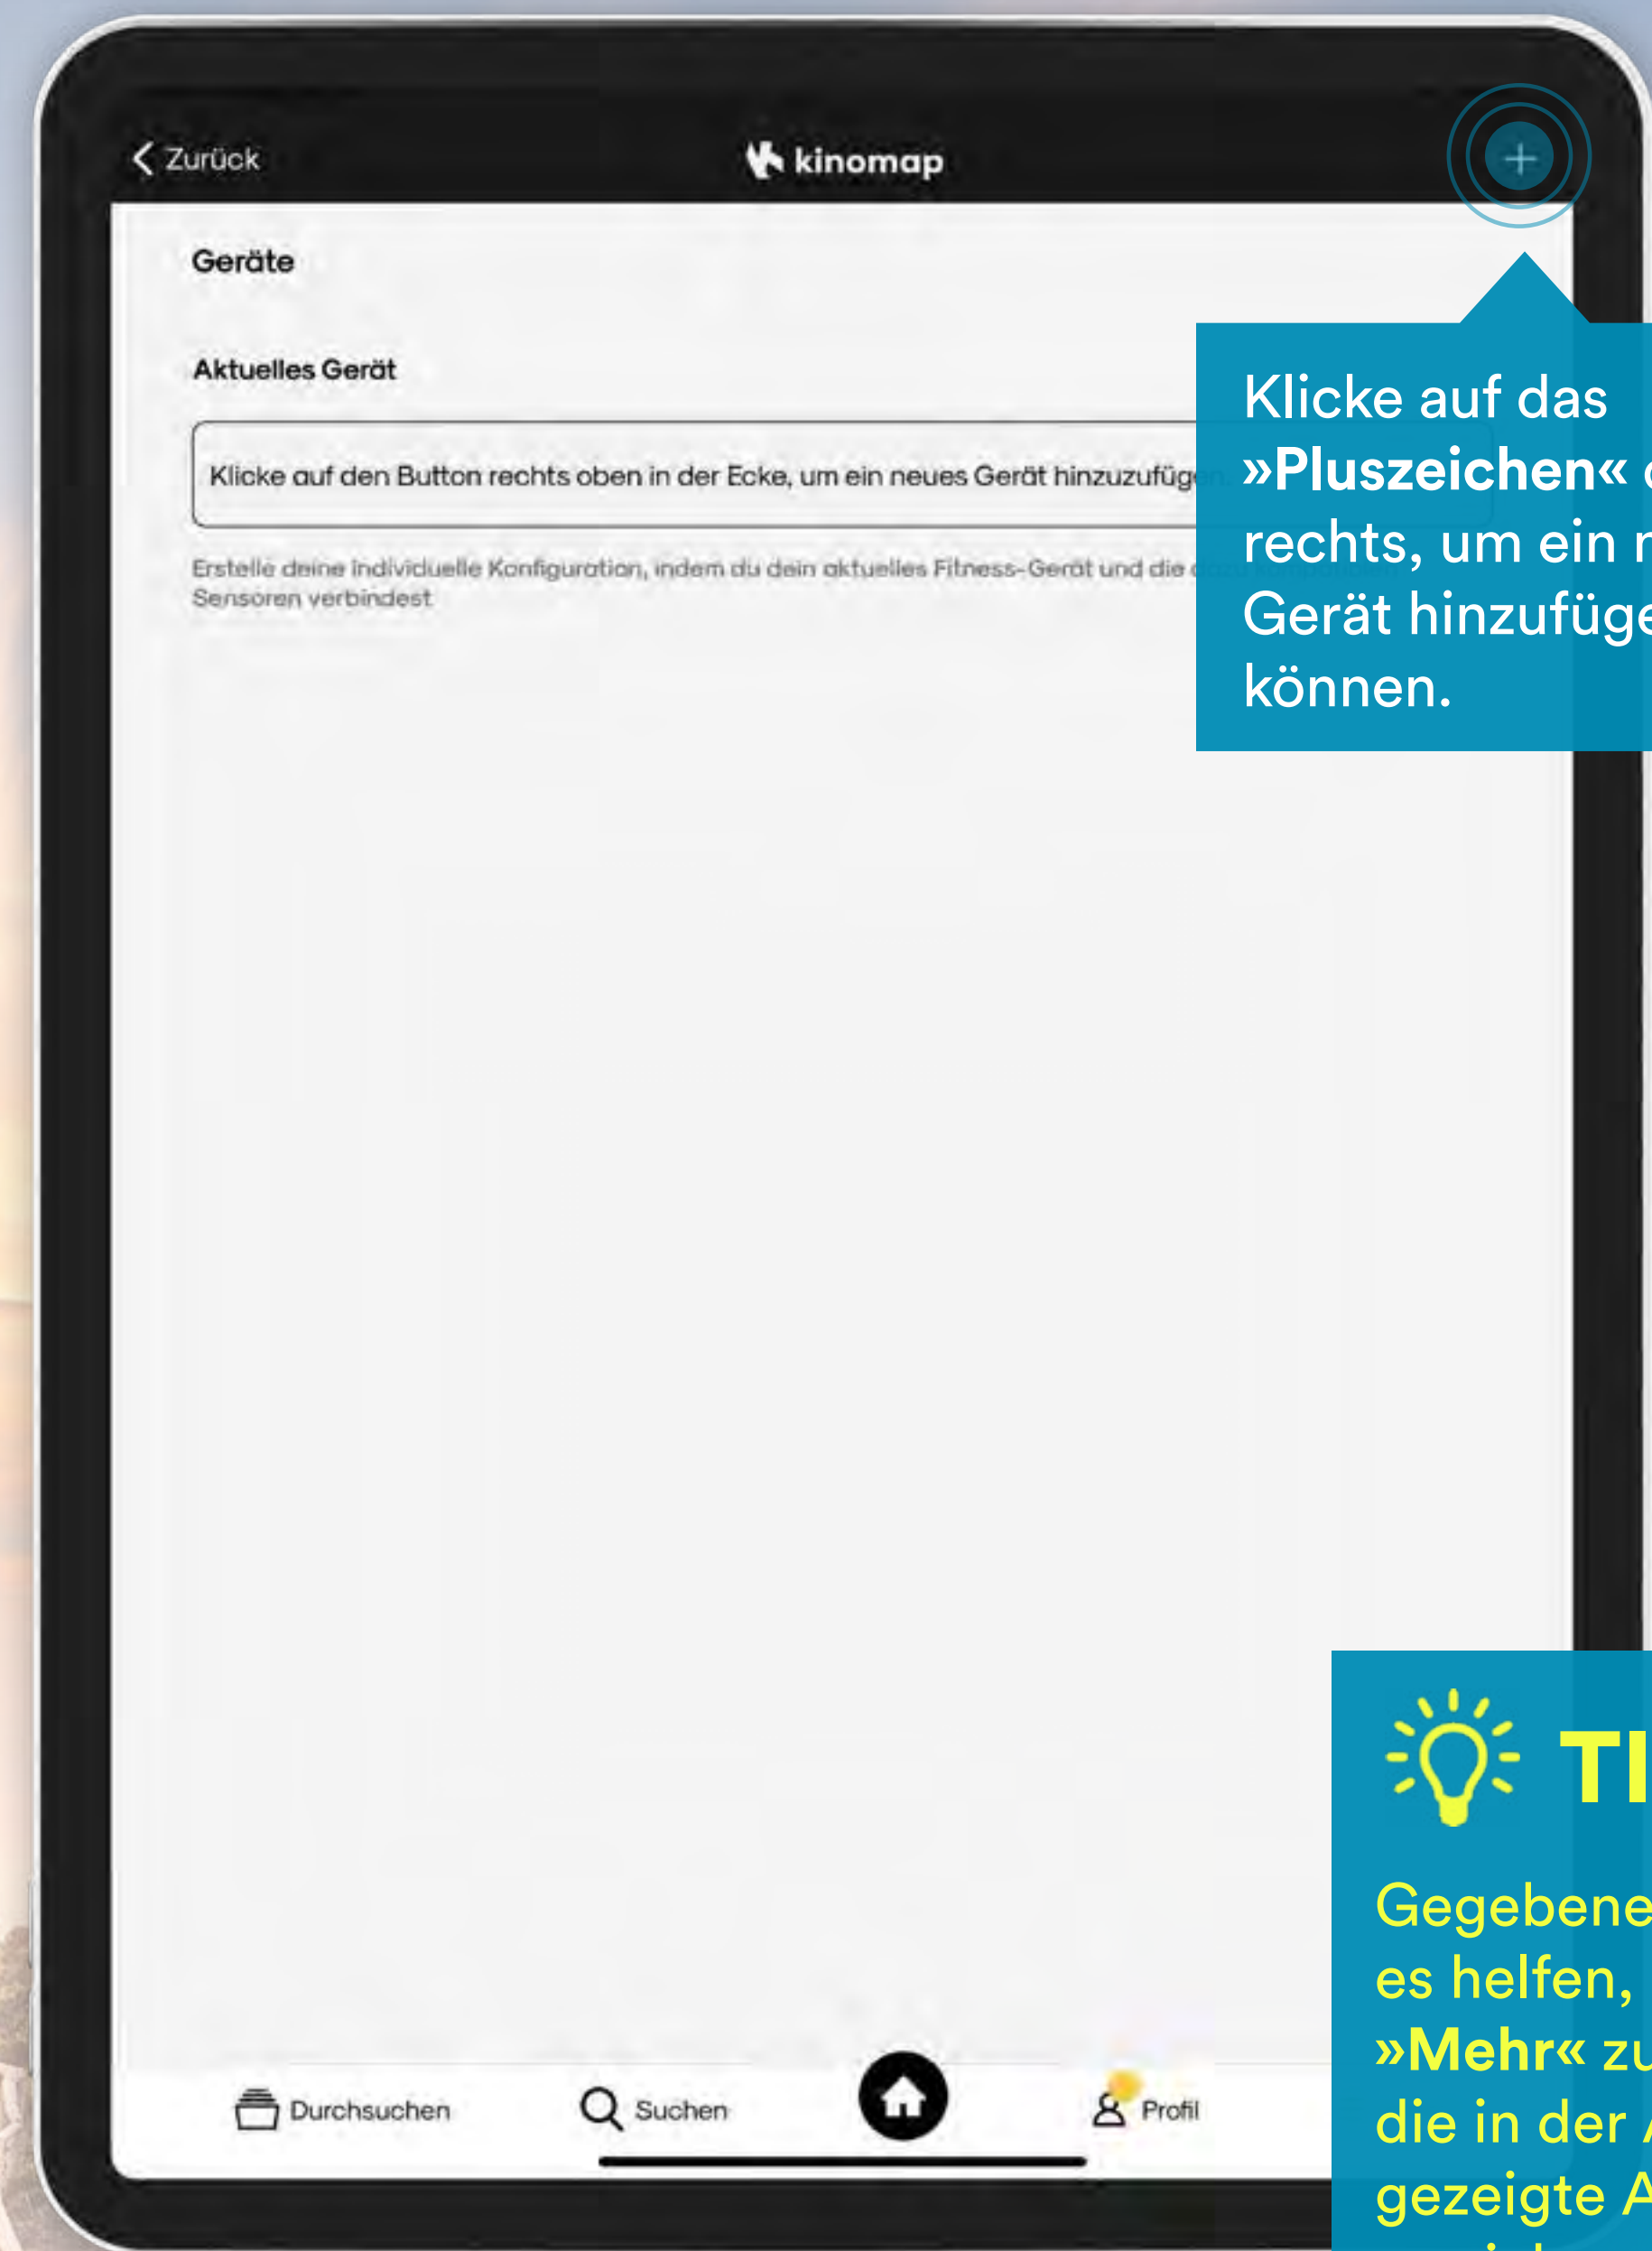 Zurück
kinomap
+
Geräte
Aktuelles Gerät
Klicke auf den Button rechts oben in der Ecke, um ein neues Gerät hinzuzufügen.
Erstelle deine individuelle Konfiguration, indem du dein aktuelles Fitness-Gerät und die dazu
Sensoren verbindest
Klicke auf das
»Pluszeichen«
rechts, um ein
Gerät hinzufüge
können.
TI
Gegebene
es helfen,
»Mehr« zu
die in der A
gezeigte A
Durchsuchen
Suchen
Profil